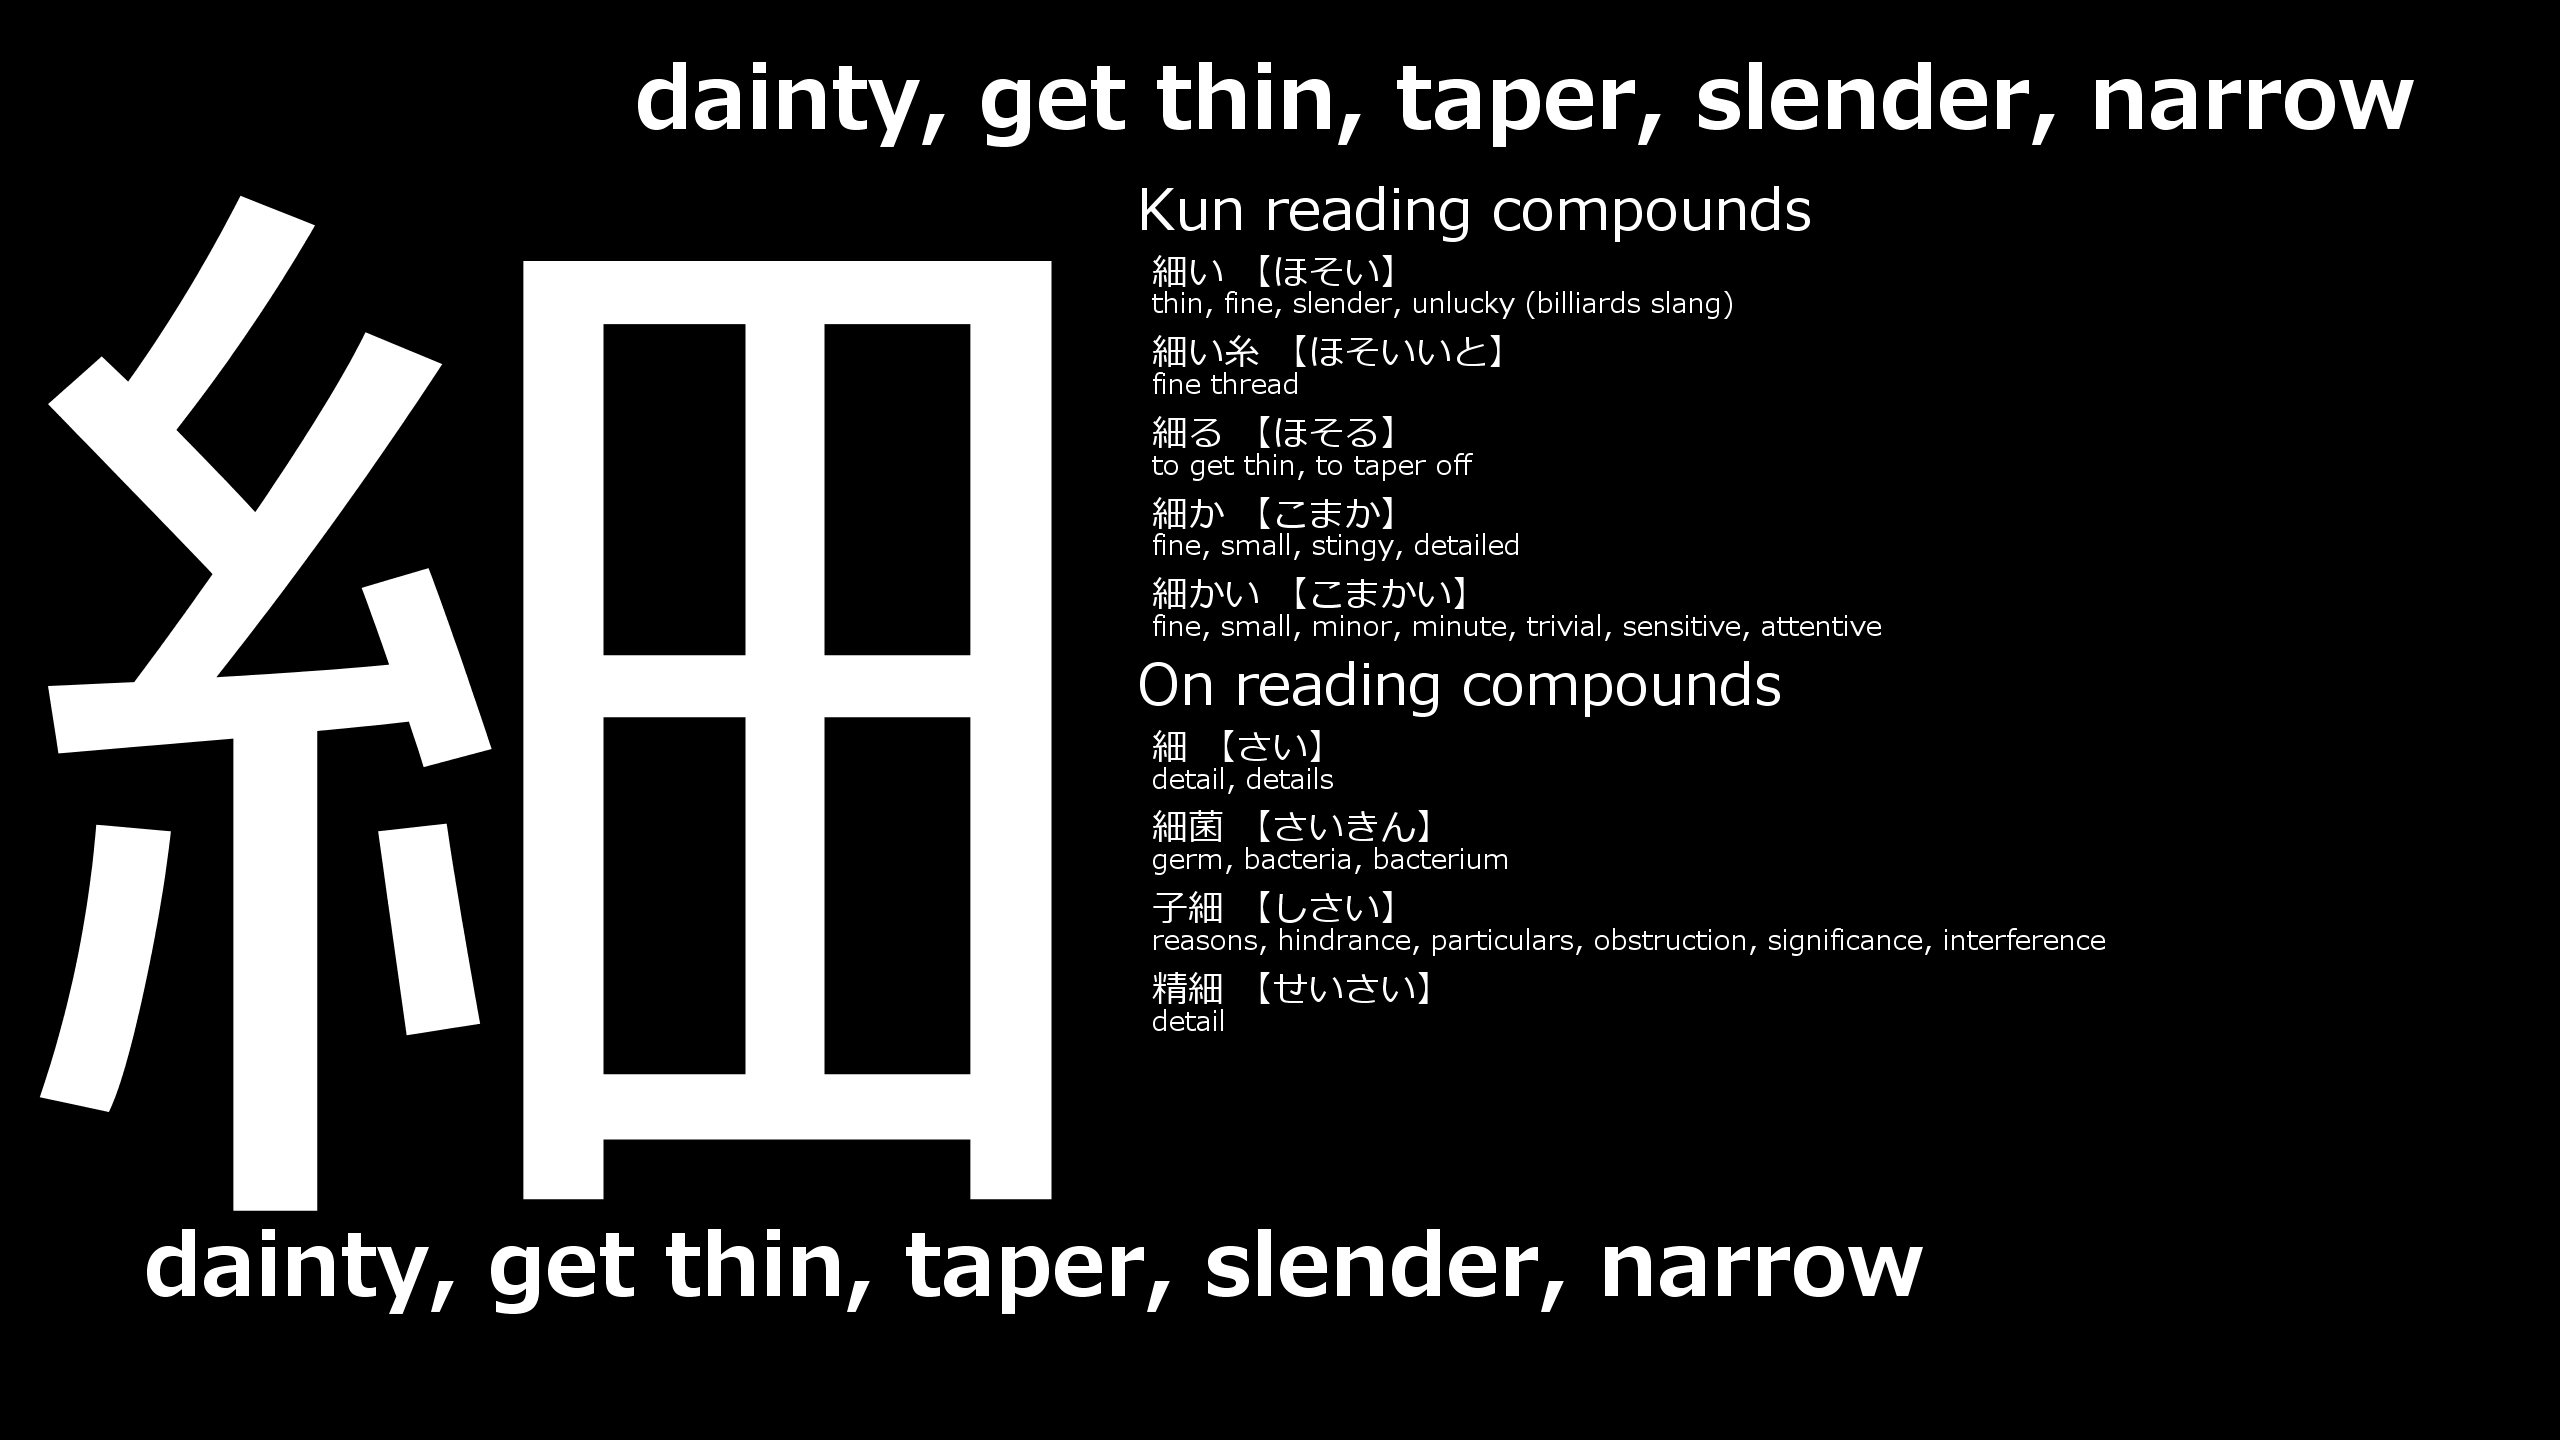 dainty, get thin, taper, slender, narrow
細
Kun reading compounds
細い 【ほそい】
thin, fine, slender, unlucky (billiards slang)
細い糸 【ほそいいと】
fine thread
細る 【ほそる】
to get thin, to taper off
細か 【こまか】
fine, small, stingy, detailed
細かい 【こまかい】
fine, small, minor, minute, trivial, sensitive, attentive
On reading compounds
細 【さい】
detail, details
細菌 【さいきん】
germ, bacteria, bacterium
子細 【しさい】
reasons, hindrance, particulars, obstruction, significance, interference
精細 【せいさい】
detail
dainty, get thin, taper, slender, narrow